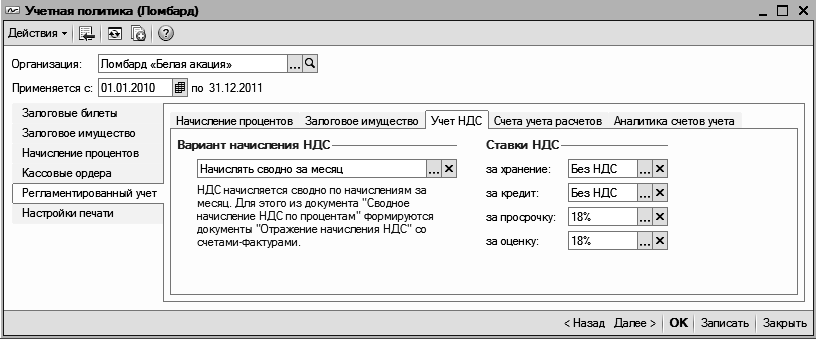 Учетная политика (Ломбард)
Действия
Организация: Ломбард «Белая акация»
Применяется с: 01.01.2010 по 31.12.2011
Залоговые билеты
Залоговое имущество
Начисление процентов
Кассовые ордера
Регламентированный учет
Настройки печати
Начисление процентов Залоговое имущество Учет НДС Счета учета расчетов Аналитика счетов учета
Вариант начисления НДС
Начислять сводно за месяц
НДС начисляется сводно по начислениям за
месяц. Для этого из документа "Сводное
начисление НДС по процентам" формируются
документы "Отражение начисления НДС" со
счетами-фактурами.
Ставки НДС
за хранение: Без НДС
за кредит: Без НДС
за просрочку: 18%
за оценку: 18%
< Назад Далее > OK Записать Закрыть